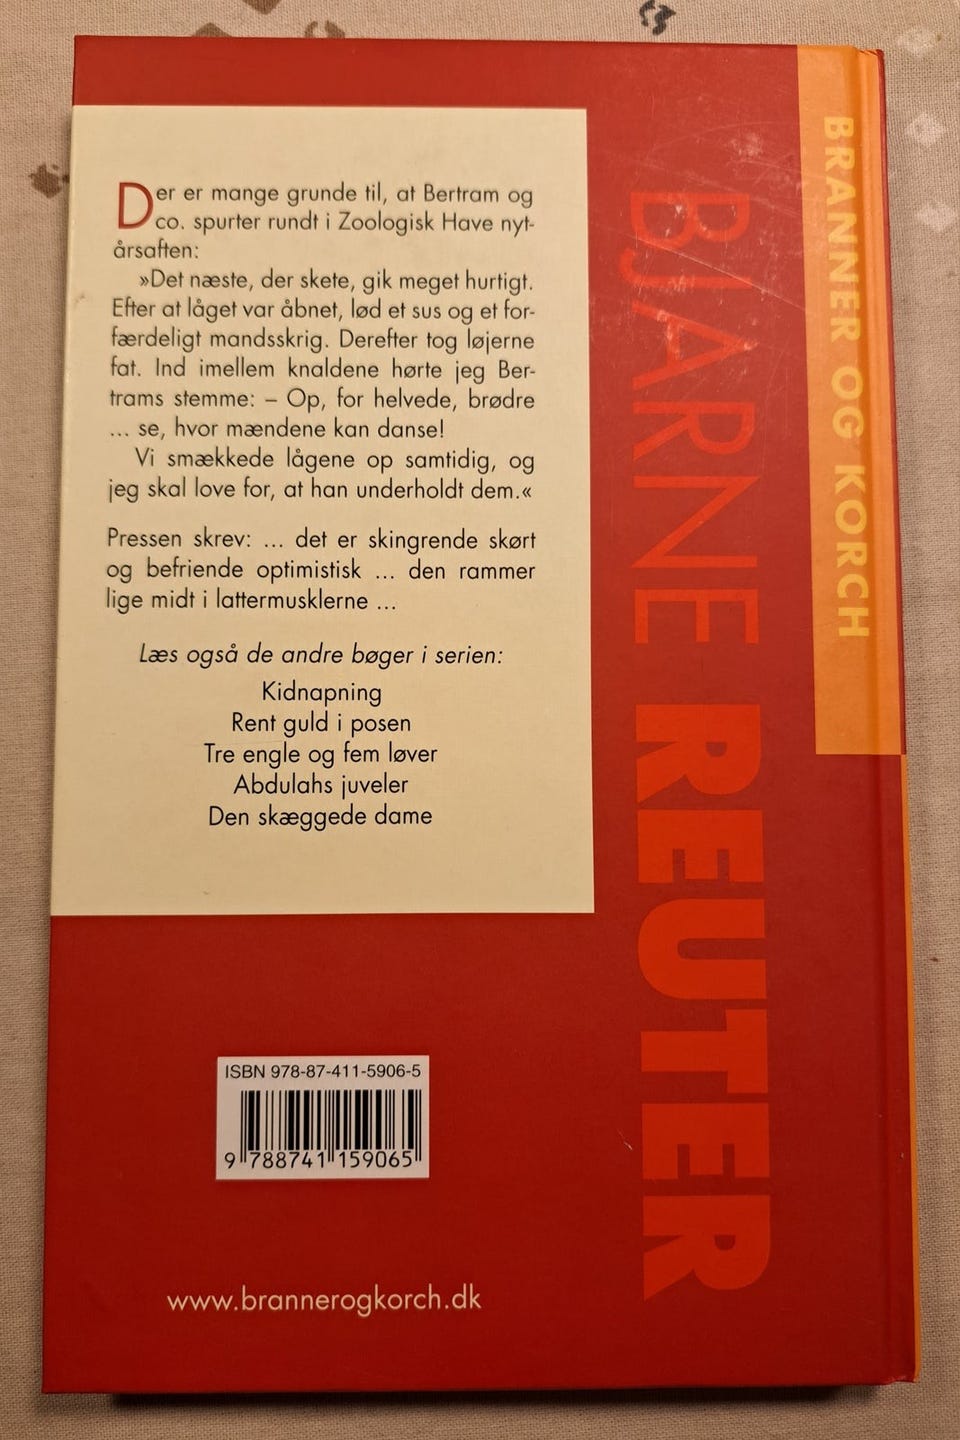 Der er mange grunde til, at Bertram og
co. spurter rundt i Zoologisk Have nyt-
årsaften:
»Det næste, der skete, gik meget hurtigt.
Efter at låget var åbnet, lød et sus og et for-
færdeligt mandsskrig. Derefter tog løjerne
fat. Ind imellem knaldene hørte jeg Ber-
trams stemme: – Op, for helvede, brødre
... se, hvor mændene kan danse!
Vi smækkede lågene op samtidig, og
jeg skal love for, at han underholdt dem.«
Pressen skrev: ... det er skingrende skørt
og befriende optimistisk ... den rammer
lige midt i lattermusklerne ...
Læs også de andre bøger i serien:
Kidnapning
Rent guld i posen
Tre engle og fem løver
Abdulahs juveler
Den skæggede dame
ISBN 978-87-411-5906-5
9 788741 159065
www.brannerogkorch.dk
BJARNE REUTER
BRANNER OG KORCH